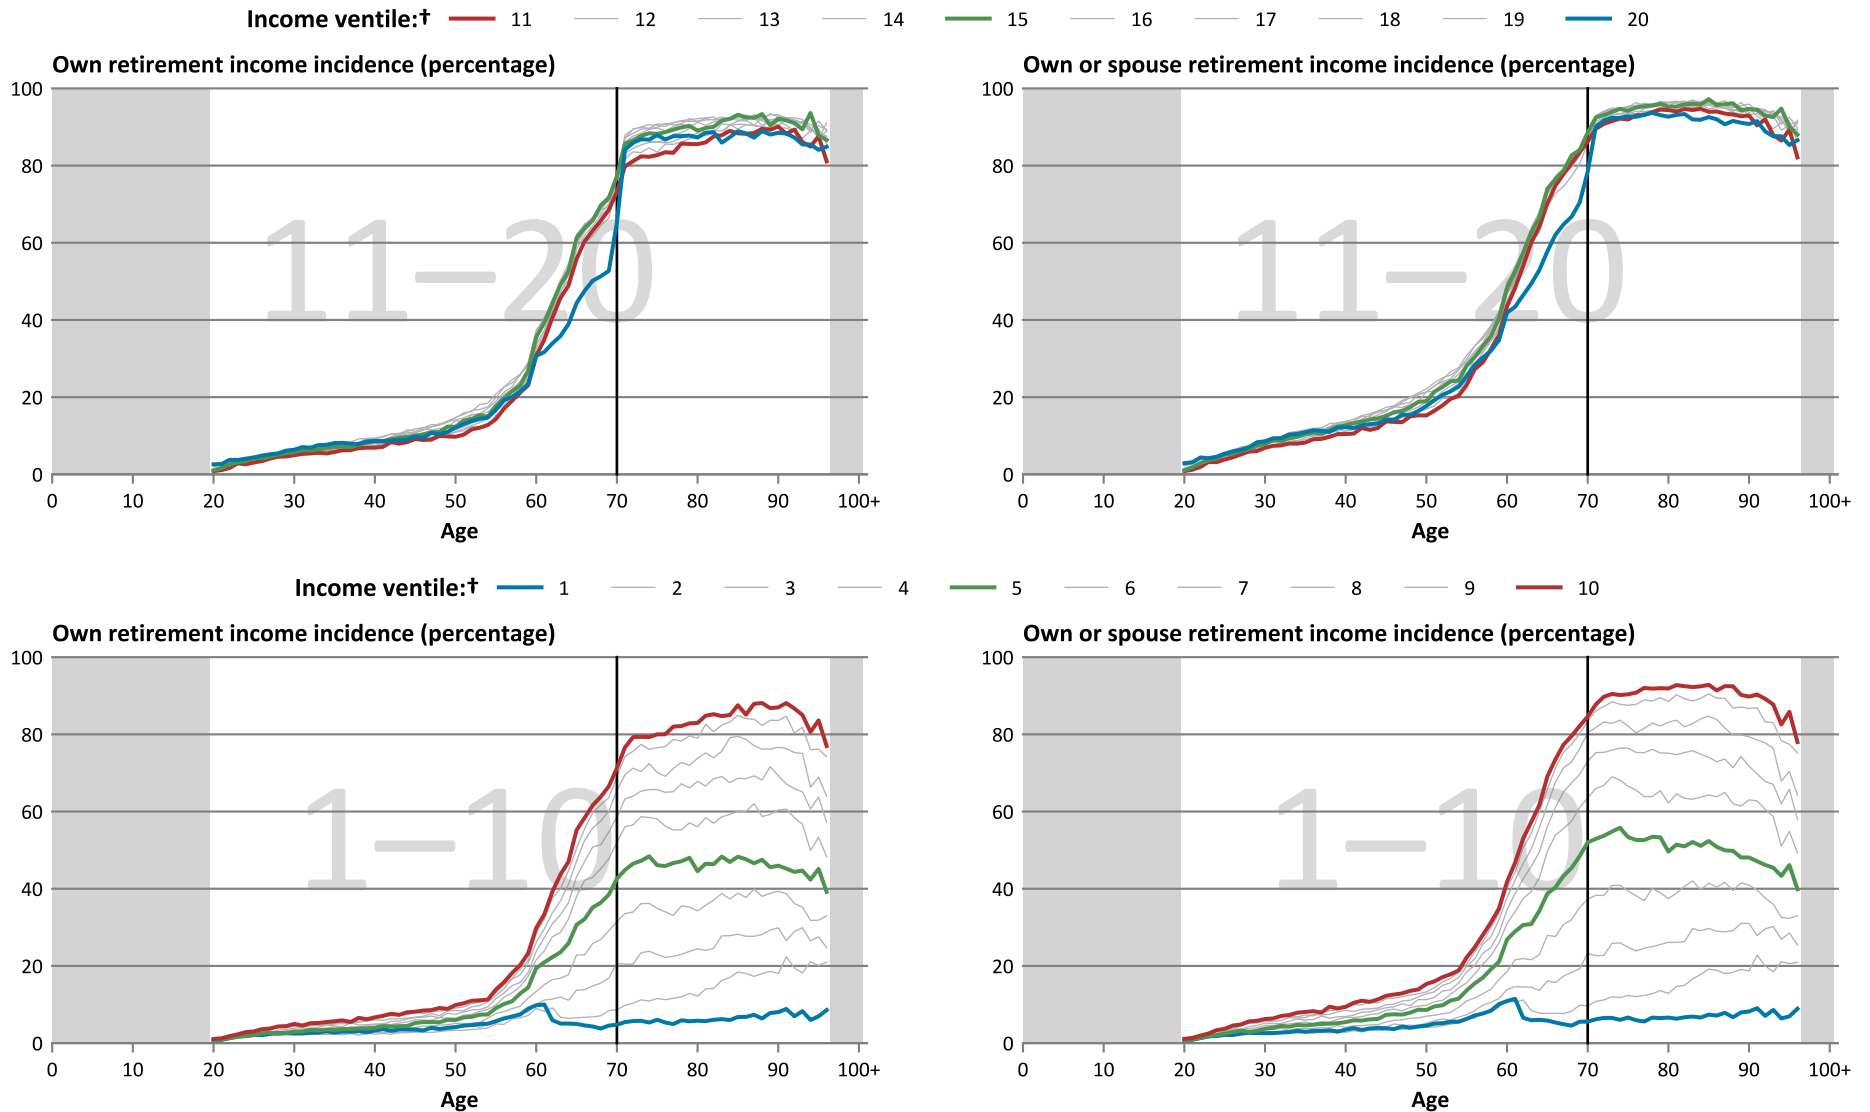 Income ventile:† 11 12 13 14 15 16 17 18 19 20
Own retirement income incidence (percentage)
100
80
60
40
20
0
11–20
0 10 20 30 40 50 60 70 80 90 100+
Age
Own or spouse retirement income incidence (percentage)
100
80
60
40
20
0
11–20
0 10 20 30 40 50 60 70 80 90 100+
Age
Income ventile:† 1 2 3 4 5 6 7 8 9 10
Own retirement income incidence (percentage)
100
80
60
40
20
0
1–10
0 10 20 30 40 50 60 70 80 90 100+
Age
Own or spouse retirement income incidence (percentage)
100
80
60
40
20
0
1–10
0 10 20 30 40 50 60 70 80 90 100+
Age